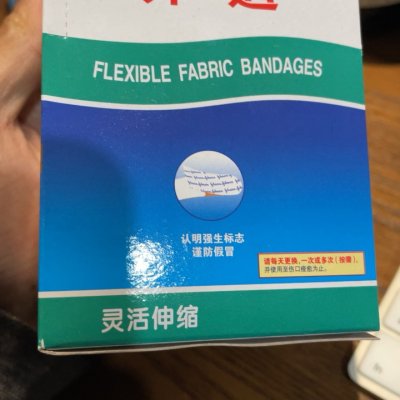 FLEXIBLE FABRIC BANDAGES
认明强生标志
谨防假冒
请每天更换,一次或多次(按需),
并使用至伤口痊愈为止。
灵活伸缩